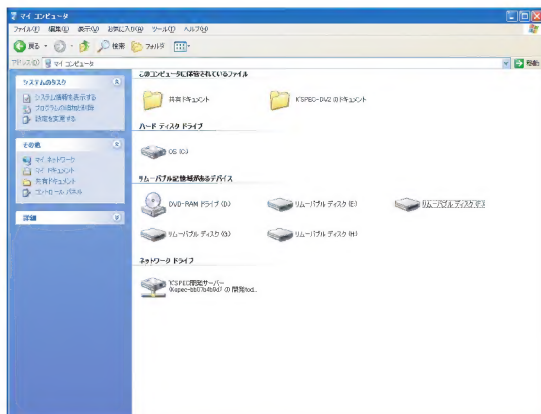 マイ コンピュータ
ファイル(F) 編集(E) 表示(V) お気に入り(A) ツール(T) ヘルプ(H)
戻る 検索 フォルダ
アドレス(D) マイ コンピュータ 移動
システムのタスク
システム情報を表示する
プログラムの追加と削除
設定を変更する
その他
マイ ネットワーク
マイ ドキュメント
共有ドキュメント
コントロール パネル
詳細
このコンピュータに保管されているファイル
共有ドキュメント
ハード ディスク ドライブ
OS (C:)
リムーバブル記憶域があるデバイス
DVD-RAM ドライブ (D:) リムーバブル ディスク (E:) リムーバブル ディスク (F:)
リムーバブル ディスク (G:) リムーバブル ディスク (H:)
ネットワーク ドライブ